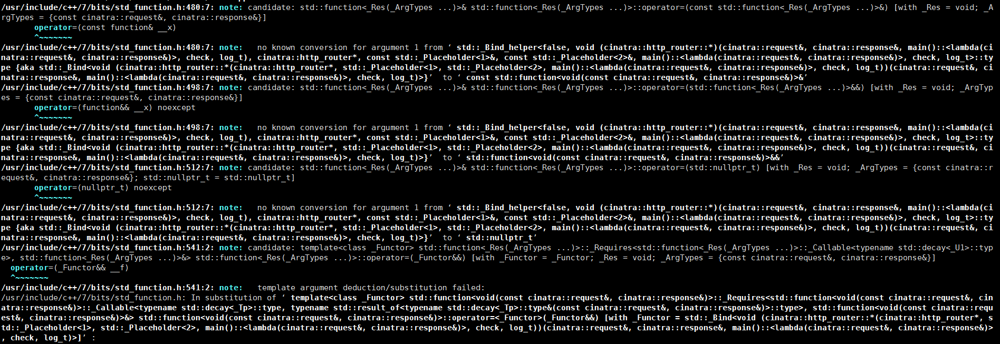 /usr/include/c++/7/bits/std_function.h:480:7: note: candidate: std::function<_Res(_ArgTypes ...)>& std::function<_Res(_ArgTypes ...)>::operator=(const std::function<_Res(_ArgTypes ...)>&) [with _Res = void; _A
rgTypes = {const cinatra::request&, cinatra::response&}]
       operator=(const function& __x)
       ^~~~~~~~
/usr/include/c++/7/bits/std_function.h:480:7: note:   no known conversion for argument 1 from ‘ std::_Bind_helper<false, void (cinatra::http_router::*)(cinatra::request&, cinatra::response&, main()::<lambda(ci
natra::request&, cinatra::response&)>, check, log_t), cinatra::http_router*, const std::_Placeholder<1>&, const std::_Placeholder<2>&, main()::<lambda(cinatra::request&, cinatra::response&)>, check, log_t>::ty
pe {aka std::_Bind<void (cinatra::http_router::*(cinatra::http_router*, std::_Placeholder<1>, std::_Placeholder<2>, main()::<lambda(cinatra::request&, cinatra::response&)>, check, log_t))(cinatra::request&, ci
natra::response&, main()::<lambda(cinatra::request&, cinatra::response&)>, check, log_t)>}’  to ‘ const std::function<void(const cinatra::request&, cinatra::response&)>&’
/usr/include/c++/7/bits/std_function.h:498:7: note: candidate: std::function<_Res(_ArgTypes ...)>& std::function<_Res(_ArgTypes ...)>::operator=(std::function<_Res(_ArgTypes ...)>&&) [with _Res = void; _ArgTyp
es = {const cinatra::request&, cinatra::response&}]
       operator=(function&& __x) noexcept
       ^~~~~~~~
/usr/include/c++/7/bits/std_function.h:498:7: note:   no known conversion for argument 1 from ‘ std::_Bind_helper<false, void (cinatra::http_router::*)(cinatra::request&, cinatra::response&, main()::<lambda(ci
natra::request&, cinatra::response&)>, check, log_t), cinatra::http_router*, const std::_Placeholder<1>&, const std::_Placeholder<2>&, main()::<lambda(cinatra::request&, cinatra::response&)>, check, log_t>::ty
pe {aka std::_Bind<void (cinatra::http_router::*(cinatra::http_router*, std::_Placeholder<1>, std::_Placeholder<2>, main()::<lambda(cinatra::request&, cinatra::response&)>, check, log_t))(cinatra::request&, ci
natra::response&, main()::<lambda(cinatra::request&, cinatra::response&)>, check, log_t)>}’  to ‘ std::function<void(const cinatra::request&, cinatra::response&)>&&’
/usr/include/c++/7/bits/std_function.h:512:7: note: candidate: std::function<_Res(_ArgTypes ...)>& std::function<_Res(_ArgTypes ...)>::operator=(std::nullptr_t) [with _Res = void; _ArgTypes = {const cinatra::r
equest&, cinatra::response&}; std::nullptr_t = std::nullptr_t]
       operator=(nullptr_t) noexcept
       ^~~~~~~~
/usr/include/c++/7/bits/std_function.h:512:7: note:   no known conversion for argument 1 from ‘ std::_Bind_helper<false, void (cinatra::http_router::*)(cinatra::request&, cinatra::response&, main()::<lambda(ci
natra::request&, cinatra::response&)>, check, log_t), cinatra::http_router*, const std::_Placeholder<1>&, const std::_Placeholder<2>&, main()::<lambda(cinatra::request&, cinatra::response&)>, check, log_t>::ty
pe {aka std::_Bind<void (cinatra::http_router::*(cinatra::http_router*, std::_Placeholder<1>, std::_Placeholder<2>, main()::<lambda(cinatra::request&, cinatra::response&)>, check, log_t))(cinatra::request&, ci
natra::response&, main()::<lambda(cinatra::request&, cinatra::response&)>, check, log_t)>}’  to ‘ std::nullptr_t’
/usr/include/c++/7/bits/std_function.h:541:2: note: candidate: template<class _Functor> std::function<_Res(_ArgTypes ...)>::_Requires<std::function<_Res(_ArgTypes ...)>::_Callable<typename std::decay<_U1>::typ
e>, std::function<_Res(_ArgTypes ...)>&> std::function<_Res(_ArgTypes ...)>::operator=(_Functor&&) [with _Functor = _Functor; _Res = void; _ArgTypes = {const cinatra::request&, cinatra::response&}]
  operator=(_Functor&& __f)
  ^~~~~~~~
/usr/include/c++/7/bits/std_function.h:541:2: note:   template argument deduction/substitution failed:
/usr/include/c++/7/bits/std_function.h: In substitution of ‘ template<class _Functor> std::function<void(const cinatra::request&, cinatra::response&)>::_Requires<std::function<void(const cinatra::request&, cin
atra::response&)>::_Callable<typename std::decay<_Tp>::type, typename std::result_of<typename std::decay<_Tp>::type&(const cinatra::request&, cinatra::response&)>::type>, std::function<void(const cinatra::requ
est&, cinatra::response&)>&> std::function<void(const cinatra::request&, cinatra::response&)>::operator=<_Functor>(_Functor&&) [with _Functor = std::_Bind<void (cinatra::http_router::*(cinatra::http_router*, s
td::_Placeholder<1>, std::_Placeholder<2>, main()::<lambda(cinatra::request&, cinatra::response&)>, check, log_t))(cinatra::request&, cinatra::response&, main()::<lambda(cinatra::request&, cinatra::response&)>
, check, log_t)>]’ :